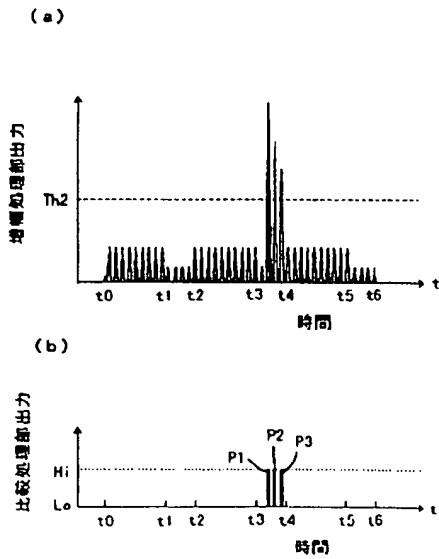 (a)
増幅処理部出力
Th2
t0 t1 t2 t3 t4 t5 t6 t
時間
(b)
比較処理部出力
P1 P2 P3
Hi
Lo
t0 t1 t2 t3 t4 t5 t6 t
時間